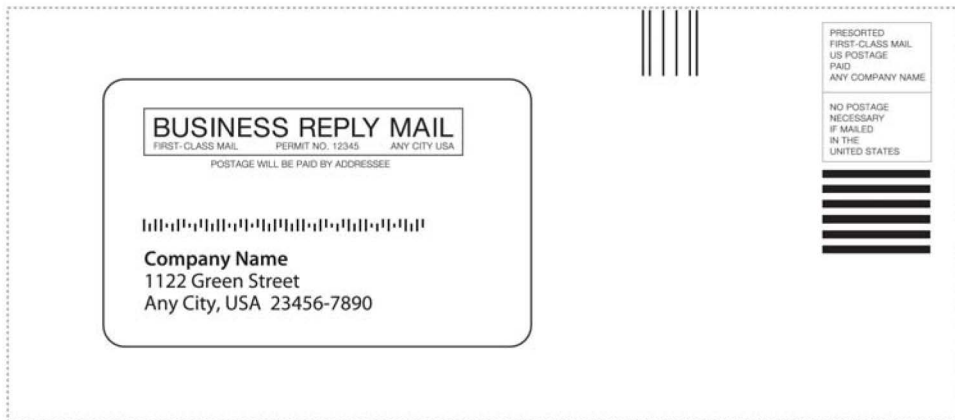 PRESORTED
FIRST-CLASS MAIL
US POSTAGE
PAID
ANY COMPANY NAME
NO POSTAGE
NECESSARY
IF MAILED
IN THE
UNITED STATES
BUSINESS REPLY MAIL
FIRST-CLASS MAIL PERMIT NO. 12345 ANY CITY USA
POSTAGE WILL BE PAID BY ADDRESSEE
Company Name
1122 Green Street
Any City, USA 23456-7890